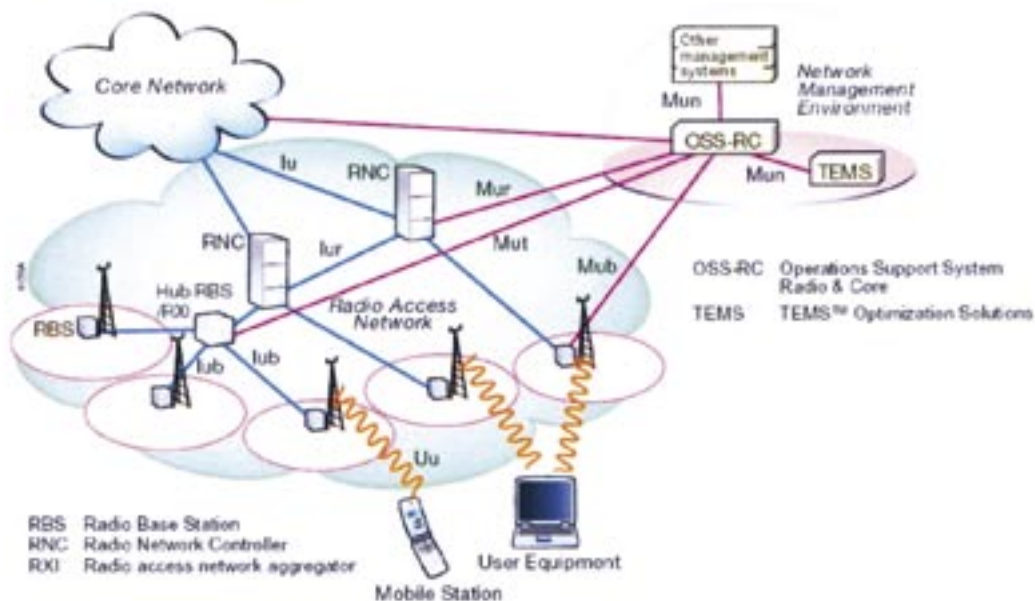 Other
management
systems
Core Network
Network
Management
Environment
Mun
OSS-RC
Iu
RNC
Mur
Mun
TEMS
RNC
Iur
Mut
Mub
OSS-RC Operations Support System
Radio & Core
Hub RBS
/RXI
Radio Access
Network
TEMS TEMS™ Optimization Solutions
RBS
Iub
Iub
Uu
RBS Radio Base Station
RNC Radio Network Controller
RXI Radio access network aggregator
User Equipment
Mobile Station